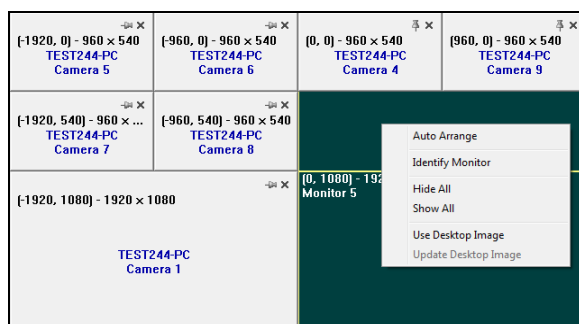 (-1920, 0) - 960 × 540
TEST244-PC
Camera 5
(-960, 0) - 960 × 540
TEST244-PC
Camera 6
(0, 0) - 960 × 540
TEST244-PC
Camera 4
(960, 0) - 960 × 540
TEST244-PC
Camera 9
(-1920, 540) - 960 × ...
TEST244-PC
Camera 7
(-960, 540) - 960 × 540
TEST244-PC
Camera 8
(-1920, 1080) - 1920 × 1080
TEST244-PC
Camera 1
(0, 1080) - 192
Monitor 5
Auto Arrange
Identify Monitor
Hide All
Show All
Use Desktop Image
Update Desktop Image